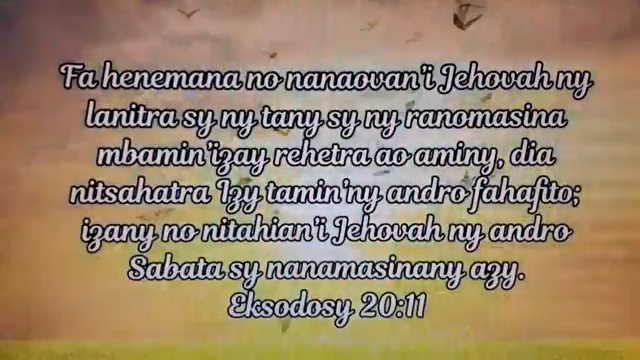 Fa henemana no nanaovan'i Jehovah ny
lanitra sy ny tany sy ny ranomasina
mbamin'izay rehetra ao aminy, dia
nitsahatra Izy tamin'ny andro fahafito;
izany no nitahian'i Jehovah ny andro
Sabata sy nanamasinany azy.
Eksodosy 20:11